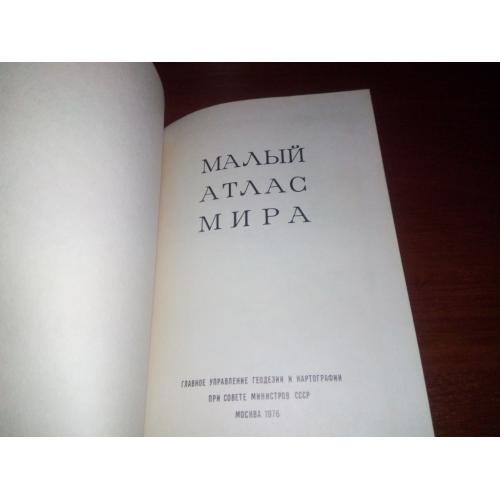 МАЛЫЙ
АТЛАС
МИРА
ГЛАВНОЕ УПРАВЛЕНИЕ ГЕОДЕЗИИ И КАРТОГРАФИИ
ПРИ СОВЕТЕ МИНИСТРОВ СССР
МОСКВА 1976